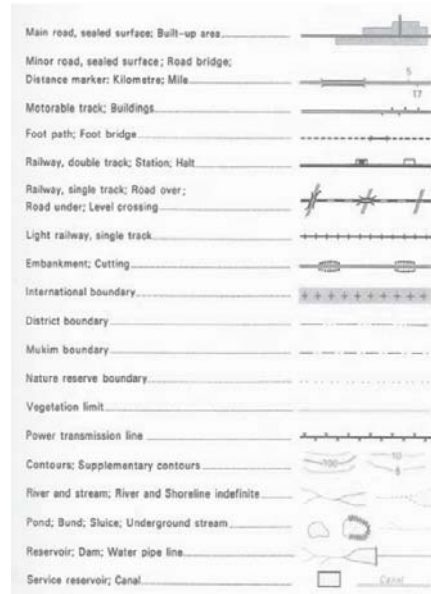 Main road, sealed surface; Built-up area
Minor road, sealed surface; Road bridge;
Distance marker: Kilometre; Mile
5
17
Motorable track; Buildings
Foot path; Foot bridge
Railway, double track; Station; Halt
Railway, single track; Road over;
Road under; Level crossing
Light railway, single track
Embankment; Cutting
International boundary
District boundary
Mukim boundary
Nature reserve boundary
Vegetation limit
Power transmission line
Contours; Supplementary contours
100
10
River and stream; River and Shoreline indefinite
Pond; Bund; Sluice; Underground stream
Reservoir; Dam; Water pipe line
Service reservoir; Canal
Canal